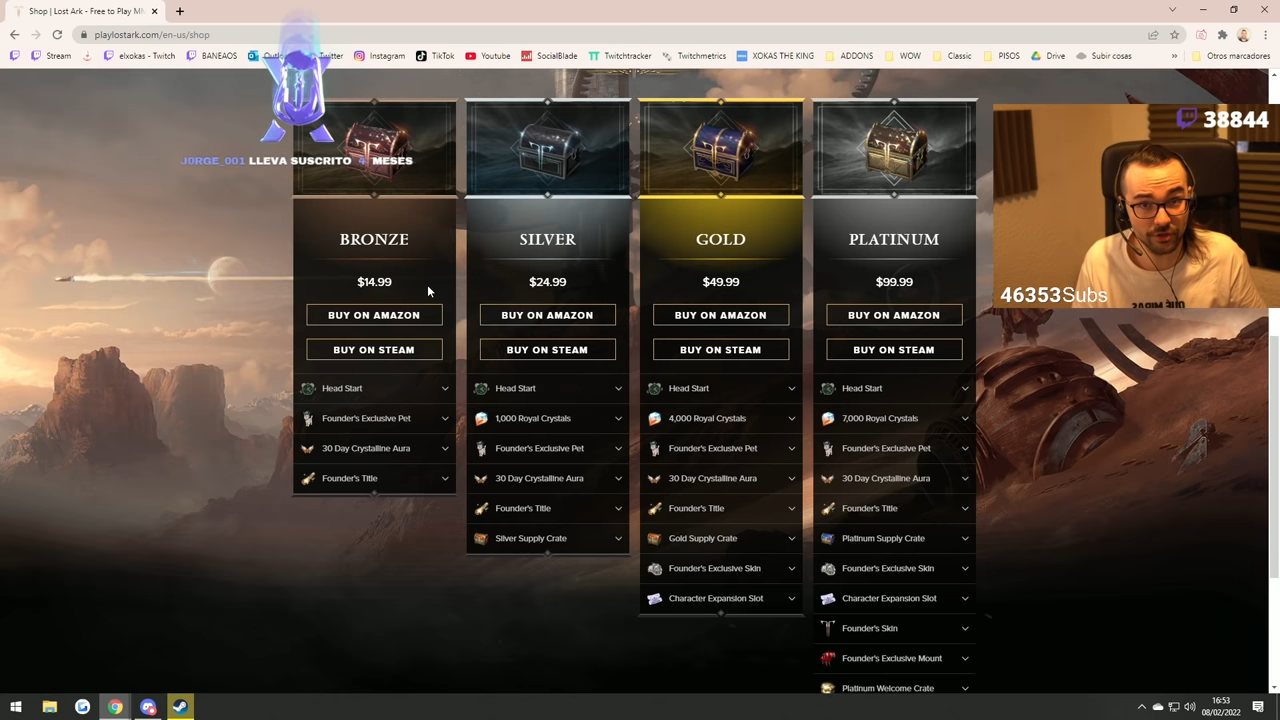 Shop | Lost Ark - Free to Play M
playlostark.com/en-us/shop
Stream
elxokas - Twitch
BANEAOS
Instagram
TikTok
Youtube
SocialBlade
Twitchtracker
Twitchmetrics
XOKAS THE KING
ADDONS
WOW
Classic
PISOS
Drive
Subir cosas
Otros marcadores
38844
J0RGE_001 LLEVA SUSCRITO 4 MESES
46353Subs
BRONZE
$14.99
BUY ON AMAZON
BUY ON STEAM
Head Start
Founder's Exclusive Pet
30 Day Crystalline Aura
Founder's Title
SILVER
$24.99
BUY ON AMAZON
BUY ON STEAM
Head Start
1,000 Royal Crystals
Founder's Exclusive Pet
30 Day Crystalline Aura
Founder's Title
Silver Supply Crate
GOLD
$49.99
BUY ON AMAZON
BUY ON STEAM
Head Start
4,000 Royal Crystals
Founder's Exclusive Pet
30 Day Crystalline Aura
Founder's Title
Gold Supply Crate
Founder's Exclusive Skin
Character Expansion Slot
PLATINUM
$99.99
BUY ON AMAZON
BUY ON STEAM
Head Start
7,000 Royal Crystals
Founder's Exclusive Pet
30 Day Crystalline Aura
Founder's Title
Platinum Supply Crate
Founder's Exclusive Skin
Character Expansion Slot
Founder's Skin
Founder's Exclusive Mount
Platinum Welcome Crate
16:53
08/02/2022